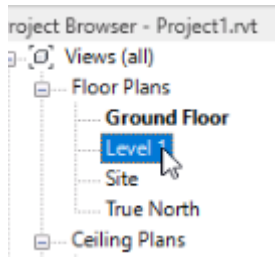 roject Browser - Project1.rvt
Views (all)
Floor Plans
Ground Floor
Level 1
Site
True North
Ceiling Plans